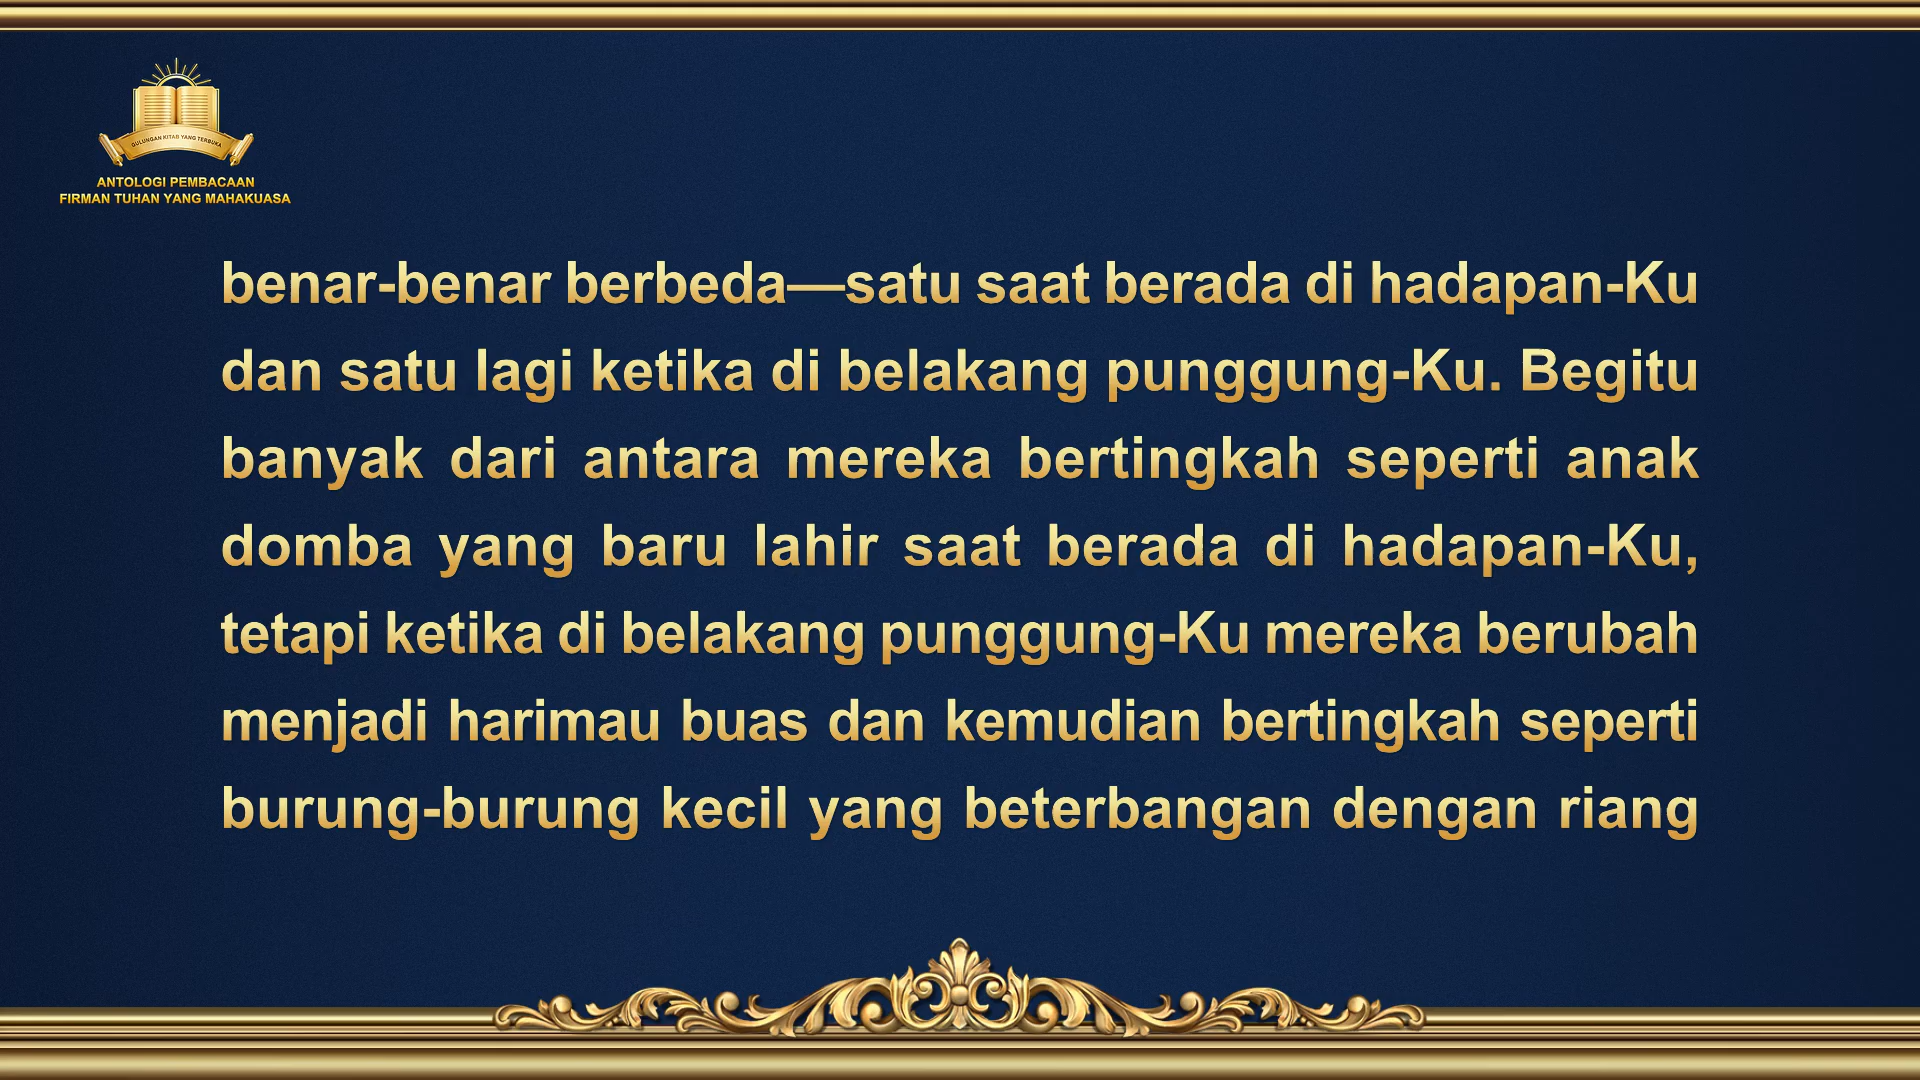 GULUNGAN KITAB YANG TERBUKA
ANTOLOGI PEMBACAAN
FIRMAN TUHAN YANG MAHAKUASA
benar-benar berbeda—satu saat berada di hadapan-Ku
dan satu lagi ketika di belakang punggung-Ku. Begitu
banyak dari antara mereka bertingkah seperti anak
domba yang baru lahir saat berada di hadapan-Ku,
tetapi ketika di belakang punggung-Ku mereka berubah
menjadi harimau buas dan kemudian bertingkah seperti
burung-burung kecil yang beterbangan dengan riang